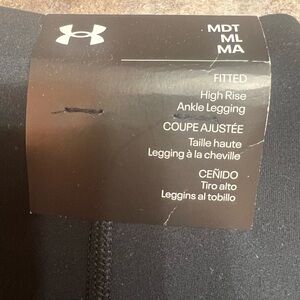 MDT
ML
MA
FITTED
High Rise
Ankle Legging
COUPE AJUSTÉE
Taille haute
Legging à la cheville
CEÑIDO
Tiro alto
Leggins al tobillo